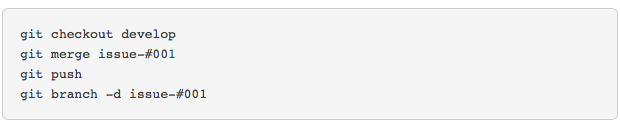 git checkout develop
git merge issue-#001
git push
git branch -d issue-#001